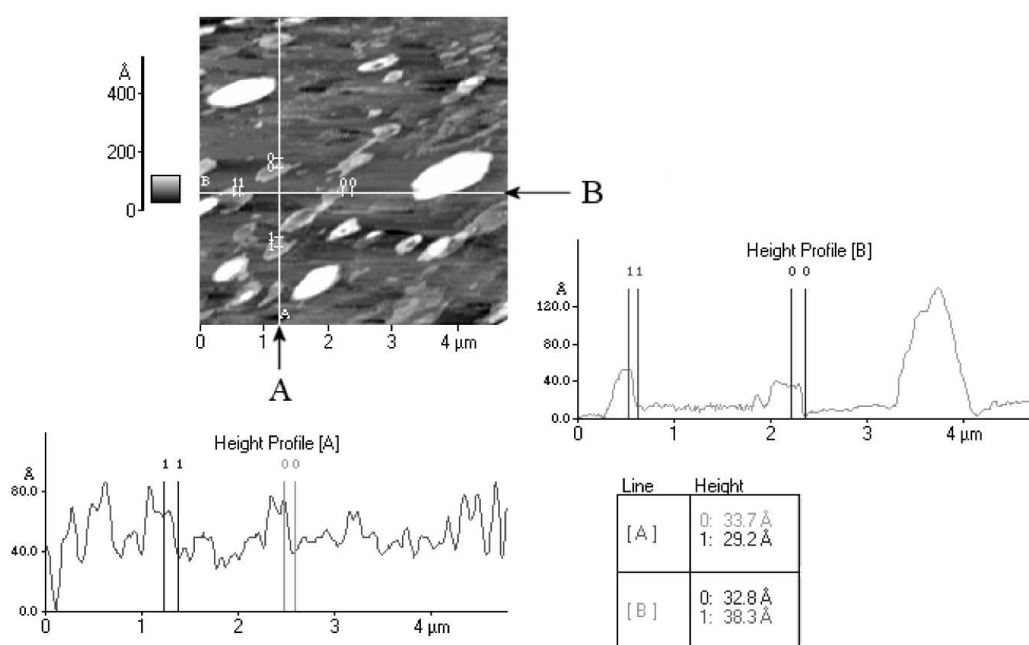 Å
400
200
0
0
0
B
11
00
1
1
A
0 1 2 3 4 µm
B
A
Height Profile [B]
1 1 0 0
Å
120.0
80.0
40.0
0.0
0 1 2 3 4 µm
Height Profile [A]
1 1 0 0
Å
80.0
40.0
0.0
0 1 2 3 4 µm
Line Height
[A] 0: 33.7 Å
1: 29.2 Å
[B] 0: 32.8 Å
1: 38.3 Å